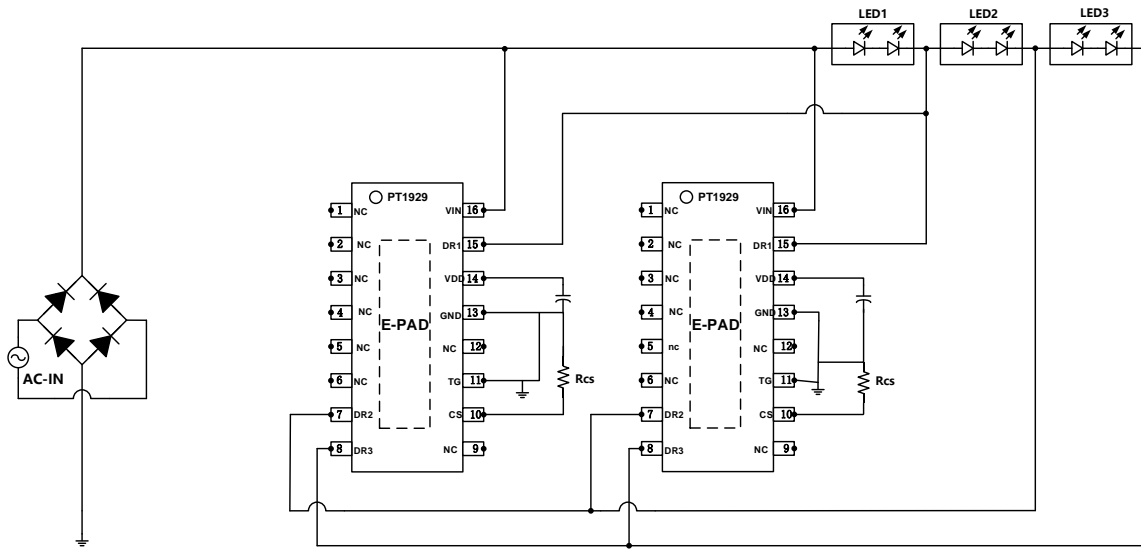 LED1
LED2
LED3
PT1929
1 NC
VIN 16
2 NC
DR1 15
3 NC
VDD 14
4 NC
GND 13
E-PAD
5 NC
NC 12
6 NC
TG 11
7 DR2
CS 10
8 DR3
NC 9
Rcs
PT1929
1 NC
VIN 16
2 NC
DR1 15
3 NC
VDD 14
4 NC
GND 13
E-PAD
5 nc
NC 12
6 NC
TG 11
7 DR2
CS 10
8 DR3
NC 9
Rcs
AC-IN